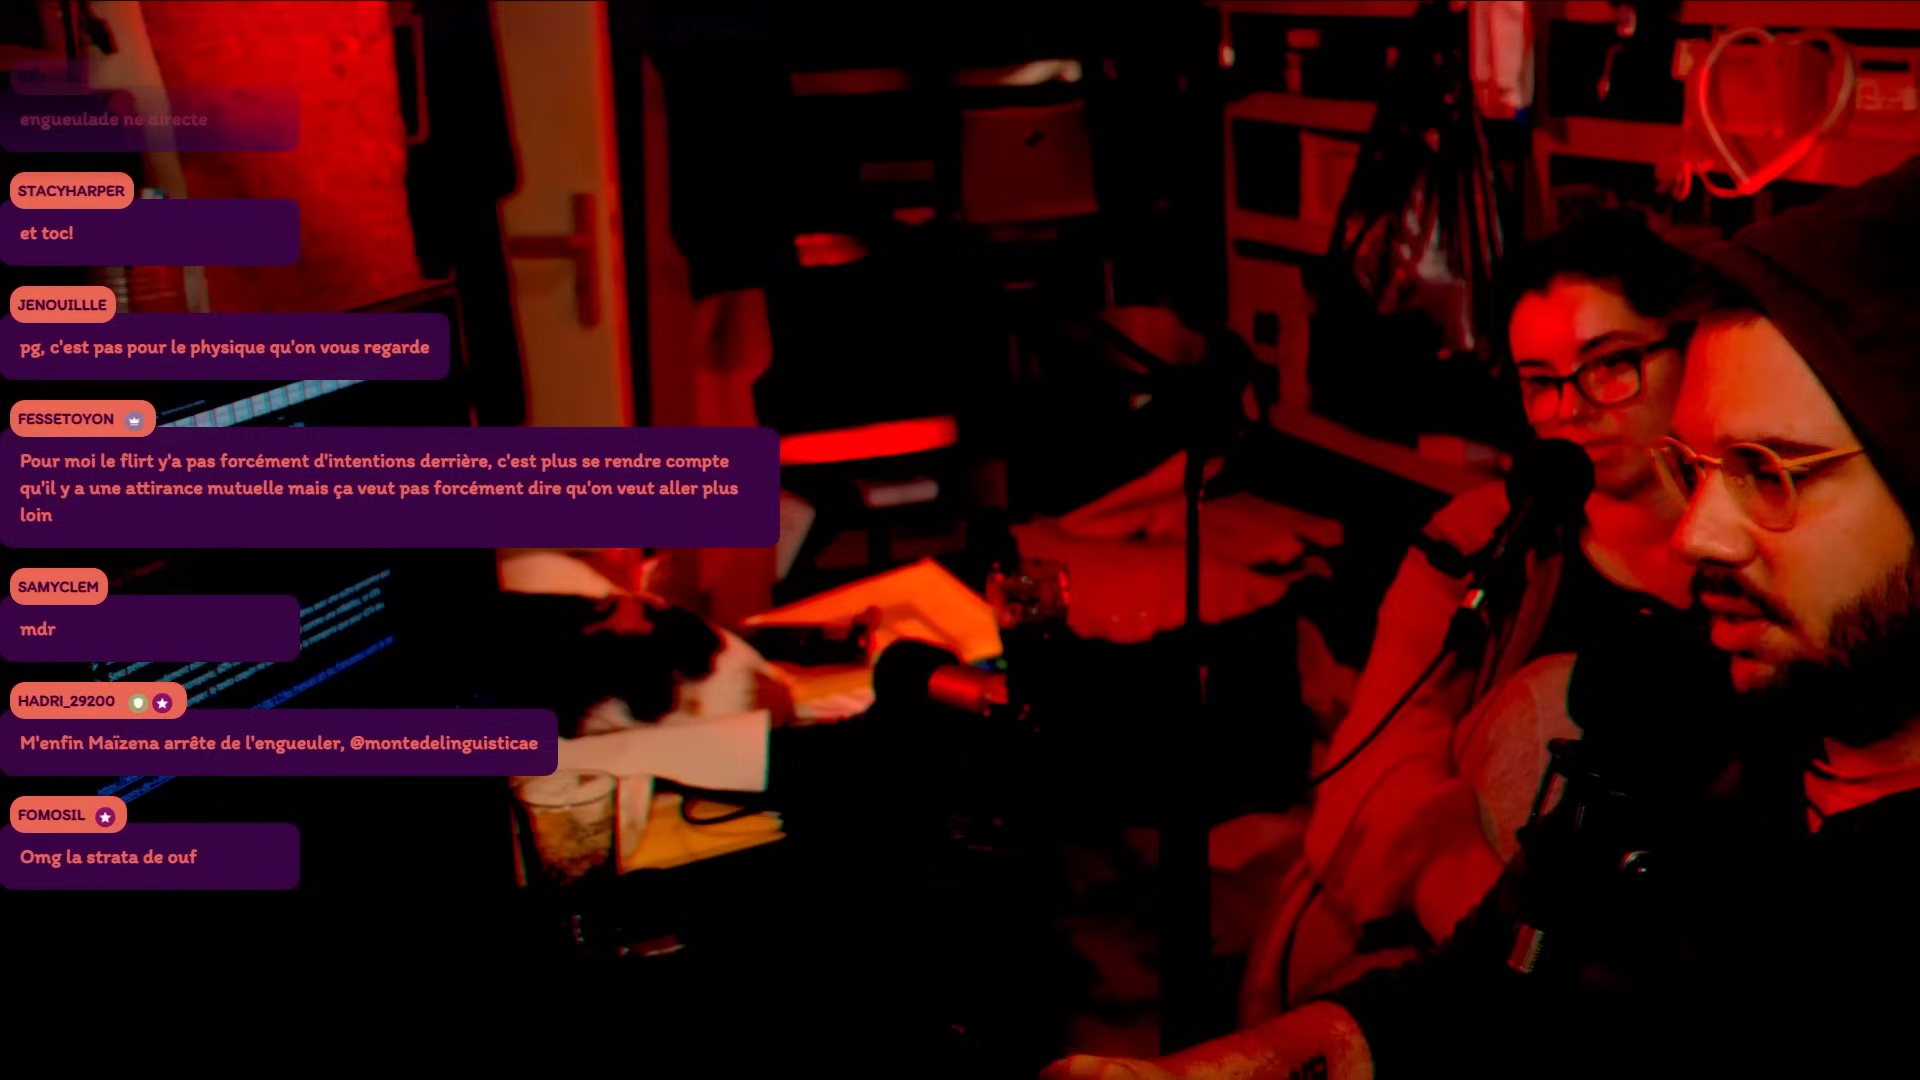 engueulade ne directe
STACYHARPER
et toc!
JENOUILLLE
pg, c'est pas pour le physique qu'on vous regarde
FESSETOYON
Pour moi le flirt y'a pas forcément d'intentions derrière, c'est plus se rendre compte
qu'il y a une attirance mutuelle mais ça veut pas forcément dire qu'on veut aller plus
loin
SAMYCLEM
mdr
HADRI_29200
M'enfin Maïzena arrête de l'engueuler, @montedelinguisticae
FOMOSIL
Omg la strata de ouf